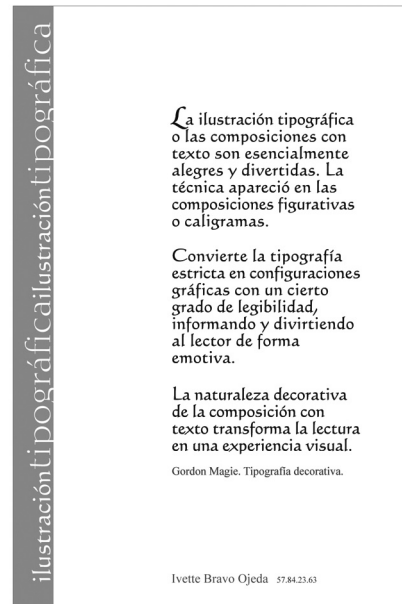 ilustracióntipográficailustracióntipográfica
La ilustración tipográfica
o las composiciones con
texto son esencialmente
alegres y divertidas. La
técnica apareció en las
composiciones figurativas
o caligramas.
Convierte la tipografía
estricta en configuraciones
gráficas con un cierto
grado de legibilidad,
informando y divirtiendo
al lector de forma
emotiva.
La naturaleza decorativa
de la composición con
texto transforma la lectura
en una experiencia visual.
Gordon Magie. Tipografía decorativa.
Ivette Bravo Ojeda 57.84.23.63